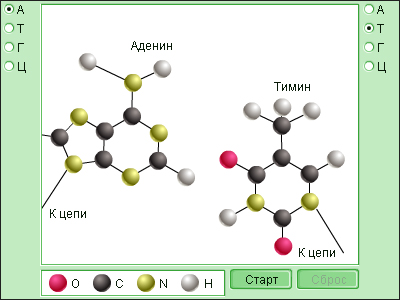 А
Т
Г
Ц
Аденин
Тимин
К цепи
К цепи
O C N H
Старт
Сброс
А
Т
Г
Ц